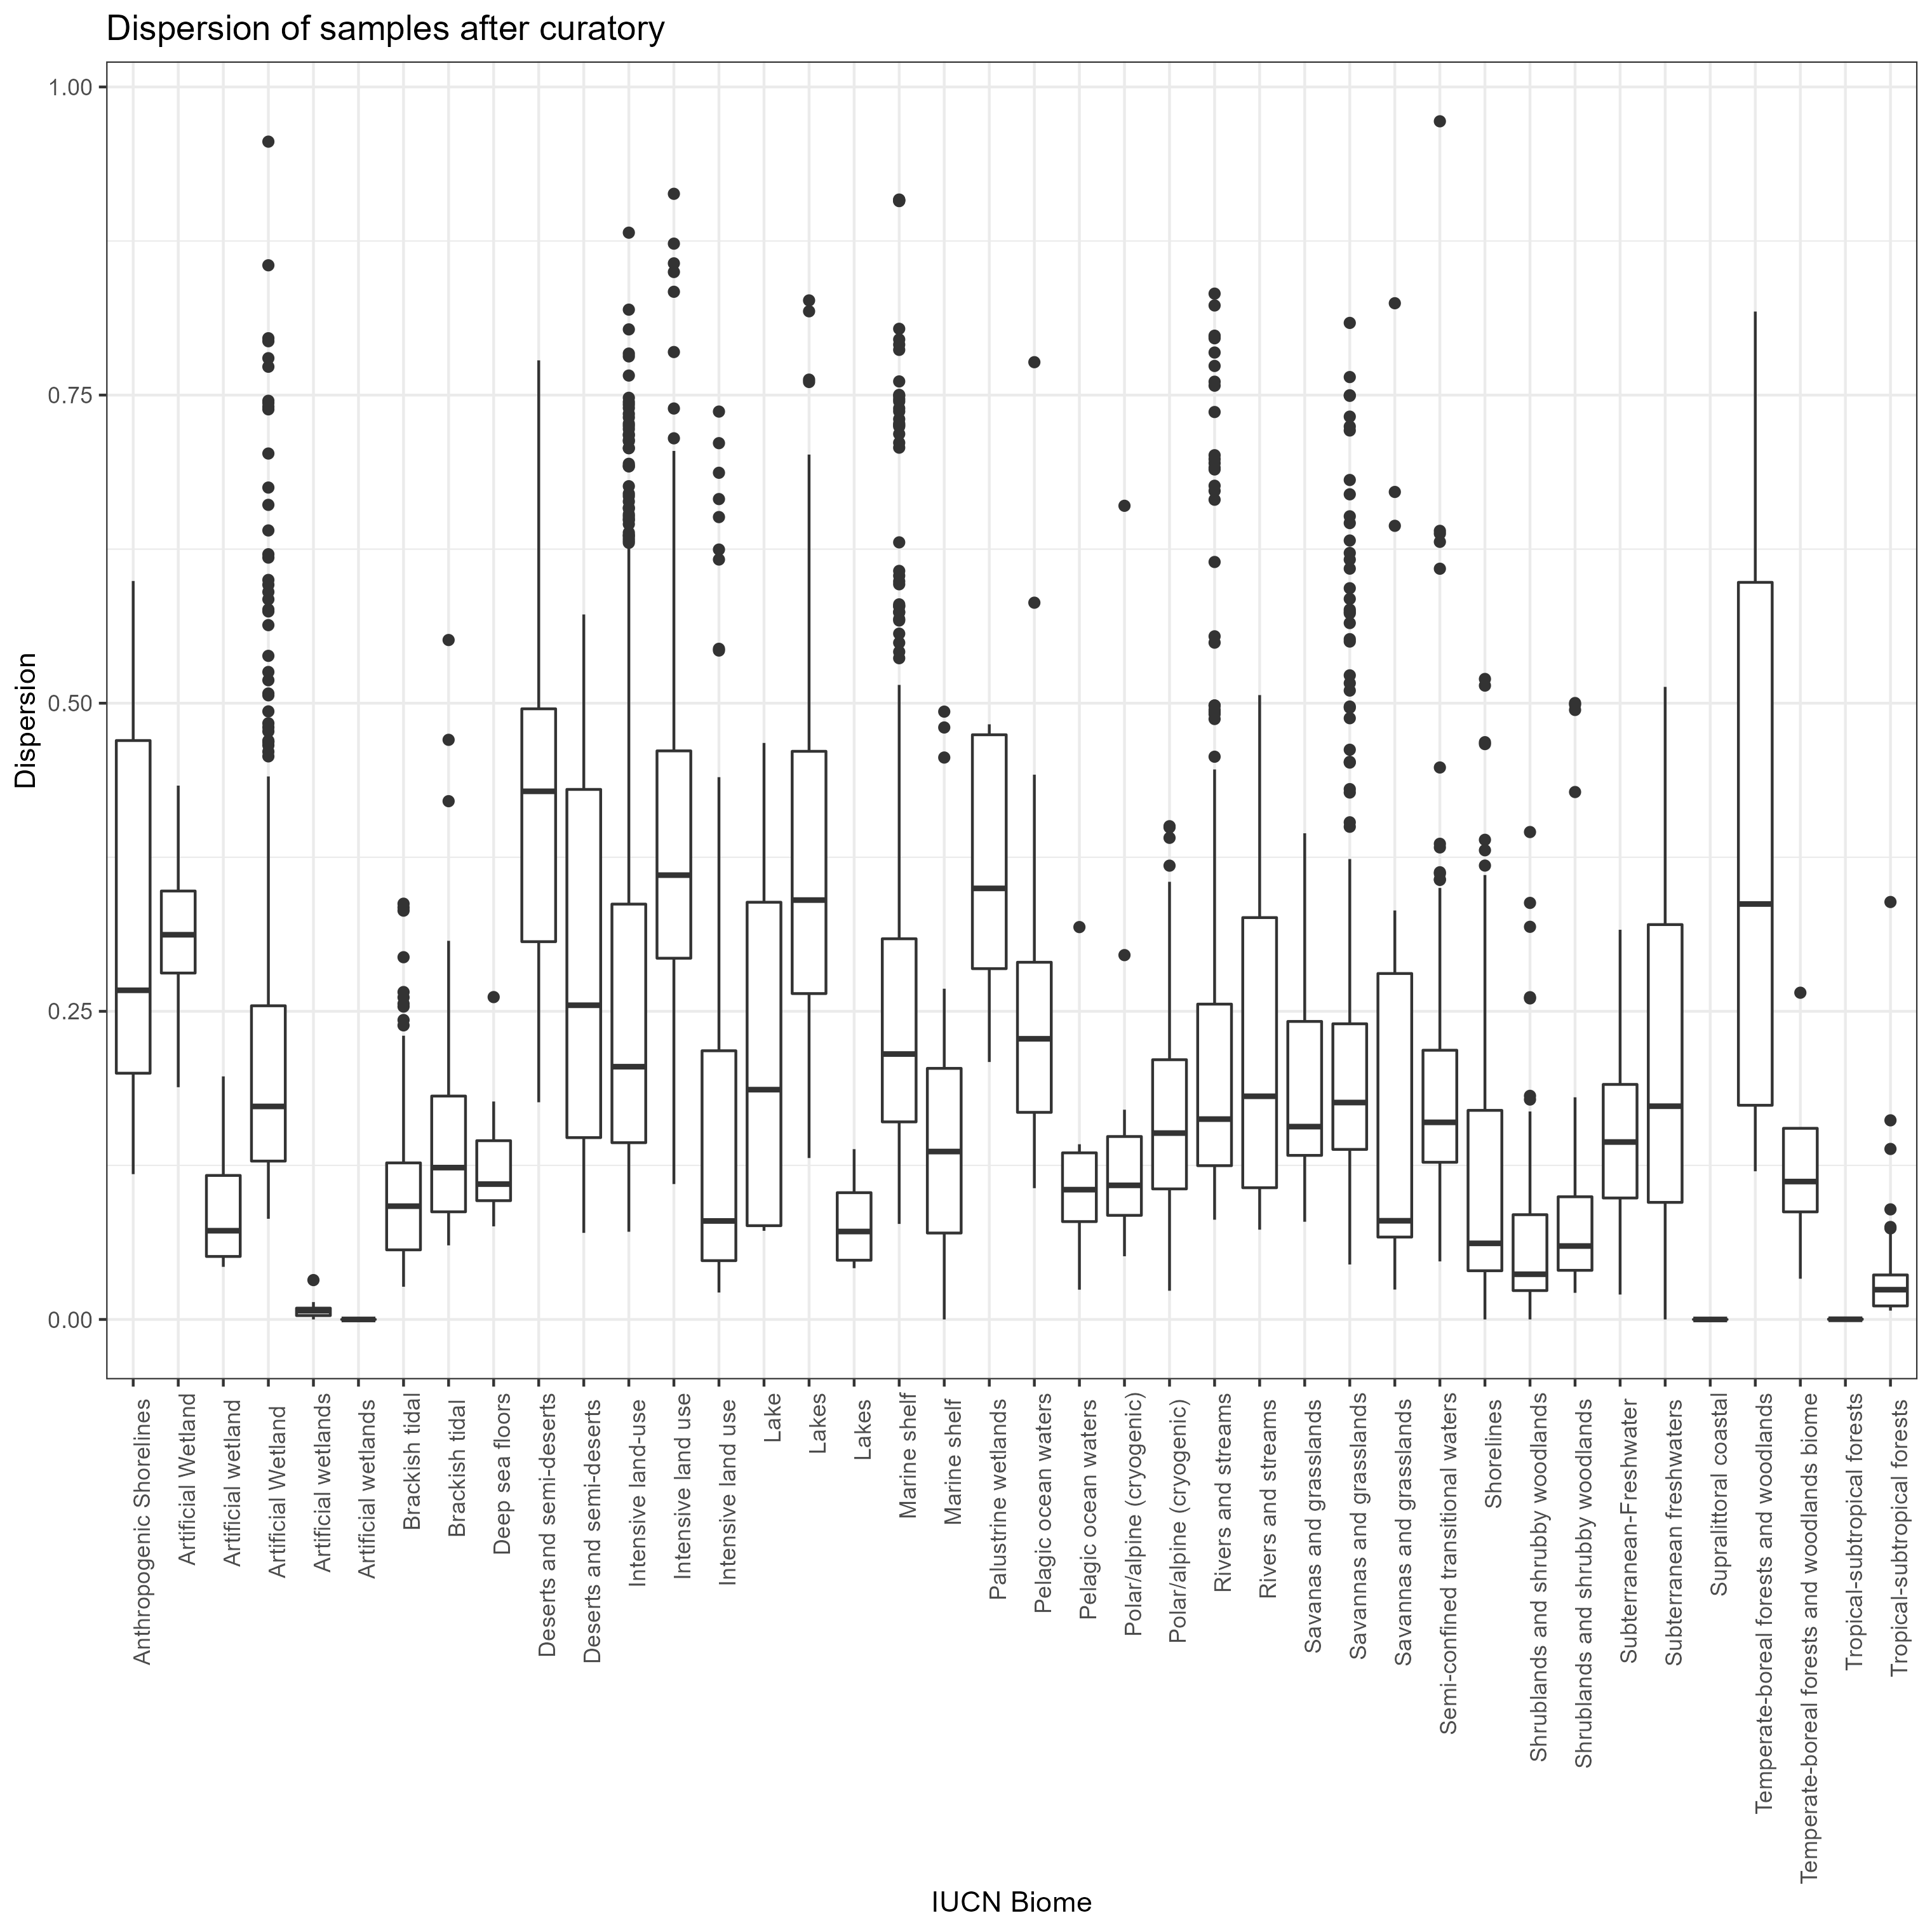 Dispersion of samples after curatory
1.00
0.75
0.50
0.25
0.00
Dispersion
Anthropogenic Shorelines
Artificial Wetland
Artificial wetland
Artificial Wetland
Artificial wetlands
Artificial wetlands
Brackish tidal
Brackish tidal
Deep sea floors
Deserts and semi-deserts
Deserts and semi-deserts
Intensive land-use
Intensive land use
Intensive land use
Lake
Lakes
Lakes
Marine shelf
Marine shelf
Palustrine wetlands
Pelagic ocean waters
Pelagic ocean waters
Polar/alpine (cryogenic)
Polar/alpine (cryogenic)
Rivers and streams
Rivers and streams
Savanas and grasslands
Savannas and grasslands
Savannas and grasslands
Semi-confined transitional waters
Shorelines
Shrublands and shrubby woodlands
Shrublands and shrubby woodlands
Subterranean-Freshwater
Subterranean freshwaters
Supralittoral coastal
Temperate-boreal forests and woodlands
Temperate-boreal forests and woodlands biome
Tropical-subtropical forests
Tropical-subtropical forests
IUCN Biome